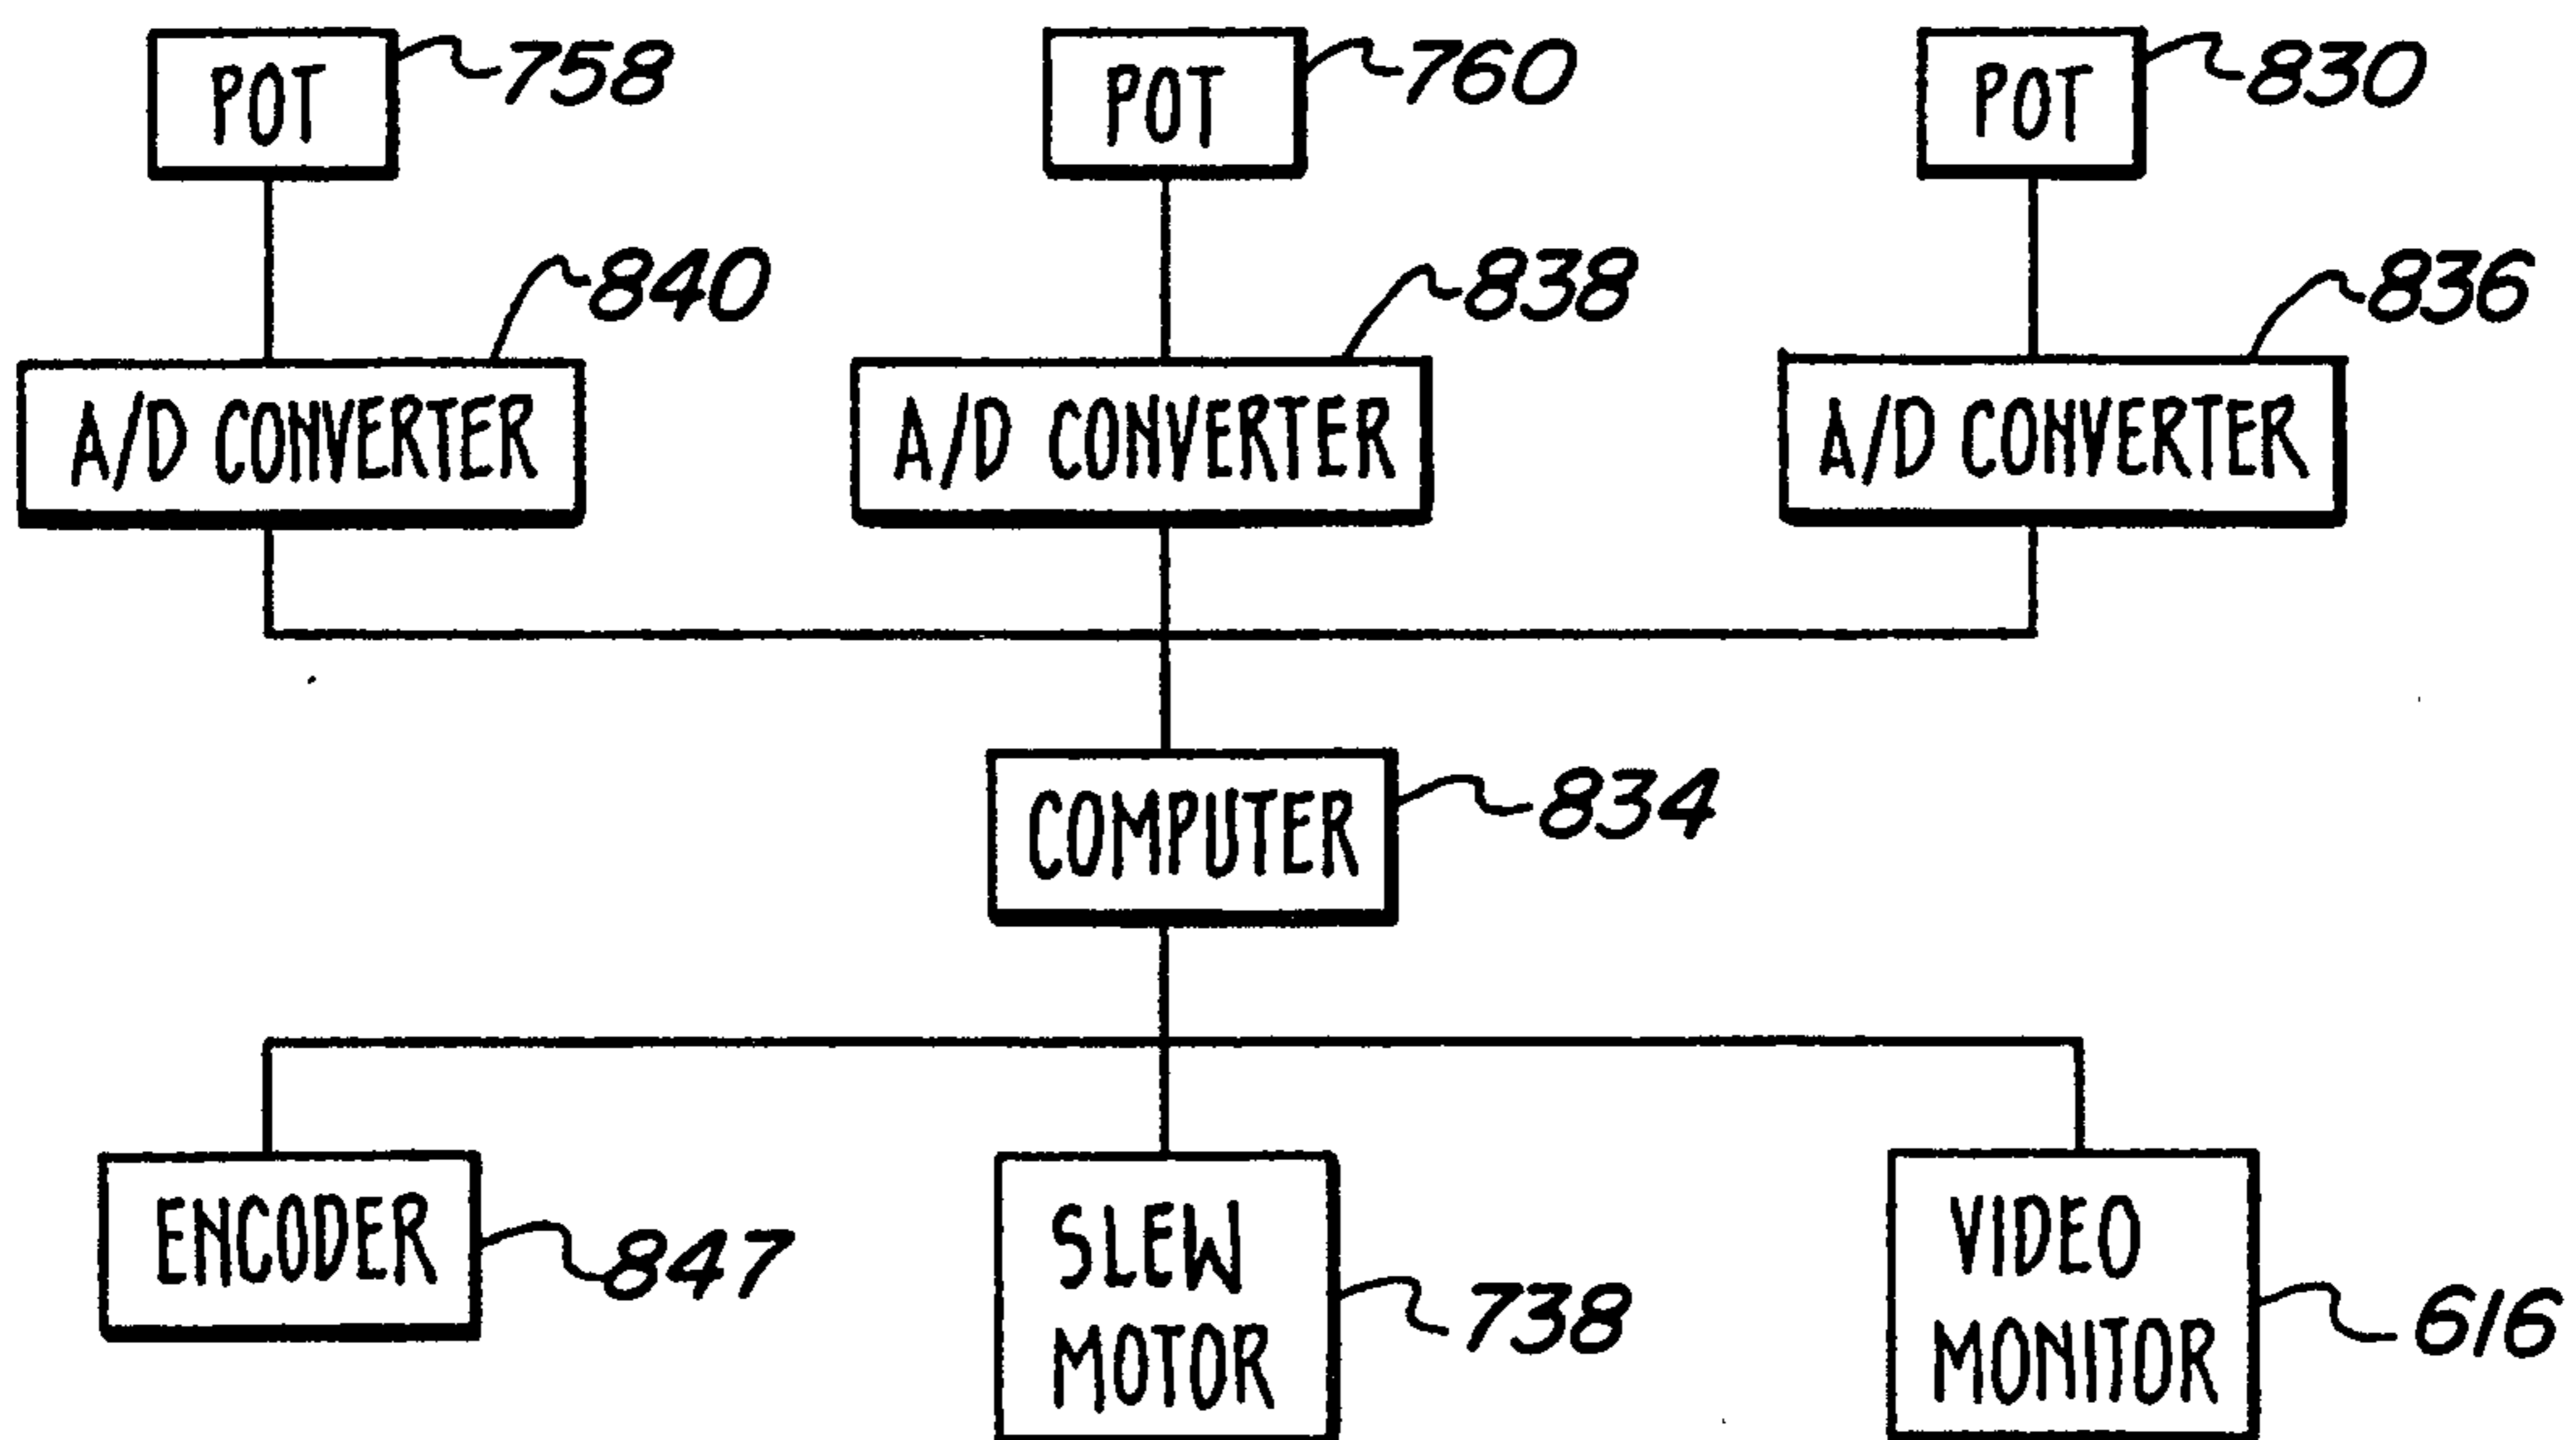 POT 758
POT 760
POT 830
840
838
836
A/D CONVERTER
A/D CONVERTER
A/D CONVERTER
COMPUTER 834
ENCODER 847
SLEW
MOTOR
738
VIDEO
MONITOR
616